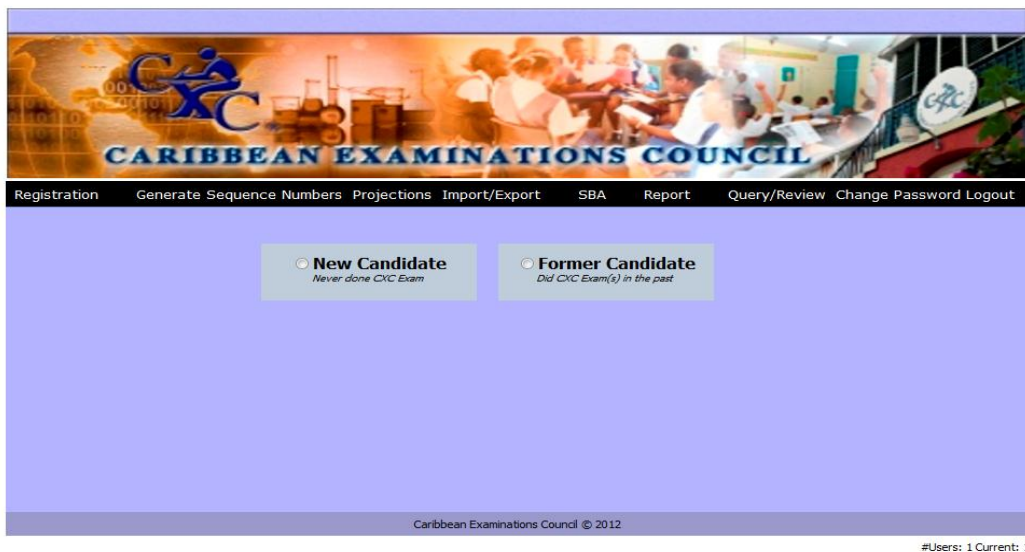 CXC
CARIBBEAN EXAMINATIONS COUNCIL
CXC
Registration Generate Sequence Numbers Projections Import/Export SBA Report Query/Review Change Password Logout
New Candidate
Never done CXC Exam
Former Candidate
Did CXC Exam(s) in the past
Caribbean Examinations Council © 2012
#Users: 1 Current: